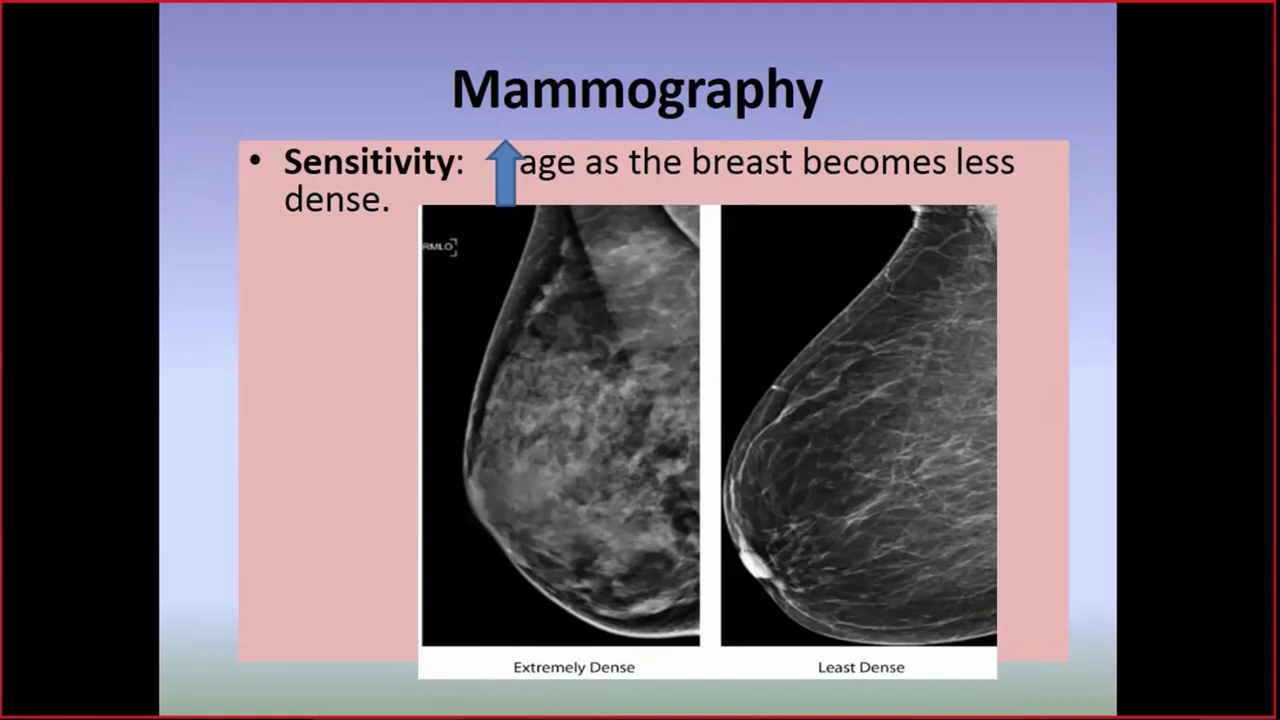 Mammography
• Sensitivity: age as the breast becomes less
dense.
RMLO
Extremely Dense
Least Dense